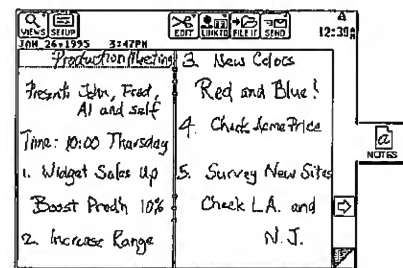 VIEWS SETUP
EDIT LINK TO FILE IT SEND
12:30
JAN 26,1995 3:47PM
Production Meeting
Present: John, Fred,
Al and self
Time: 10:00 Thursday
1. Widget Sales Up
Boost Prod'n 10%
2. Increase Range
3. New Colors
Red and Blue!
4. Check Acme Price
5. Survey New Sites
Check L.A. and
N.J.
a
NOTES